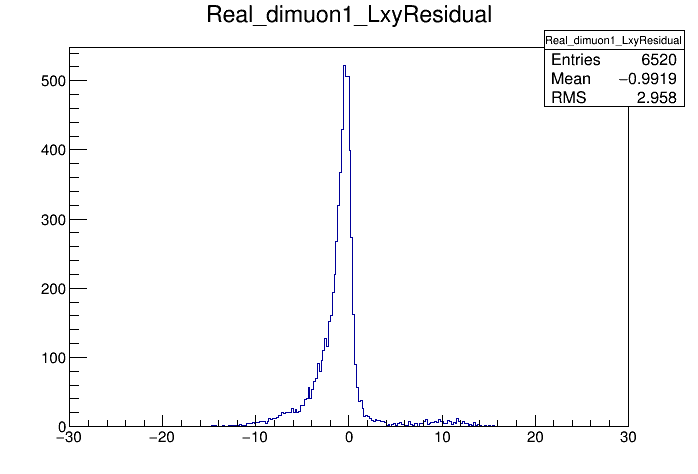 Real_dimuon1_LxyResidual
Real_dimuon1_LxyResidual
Entries 6520
Mean −0.9919
RMS 2.958
500
400
300
200
100
0
−30 −20 −10 0 10 20 30